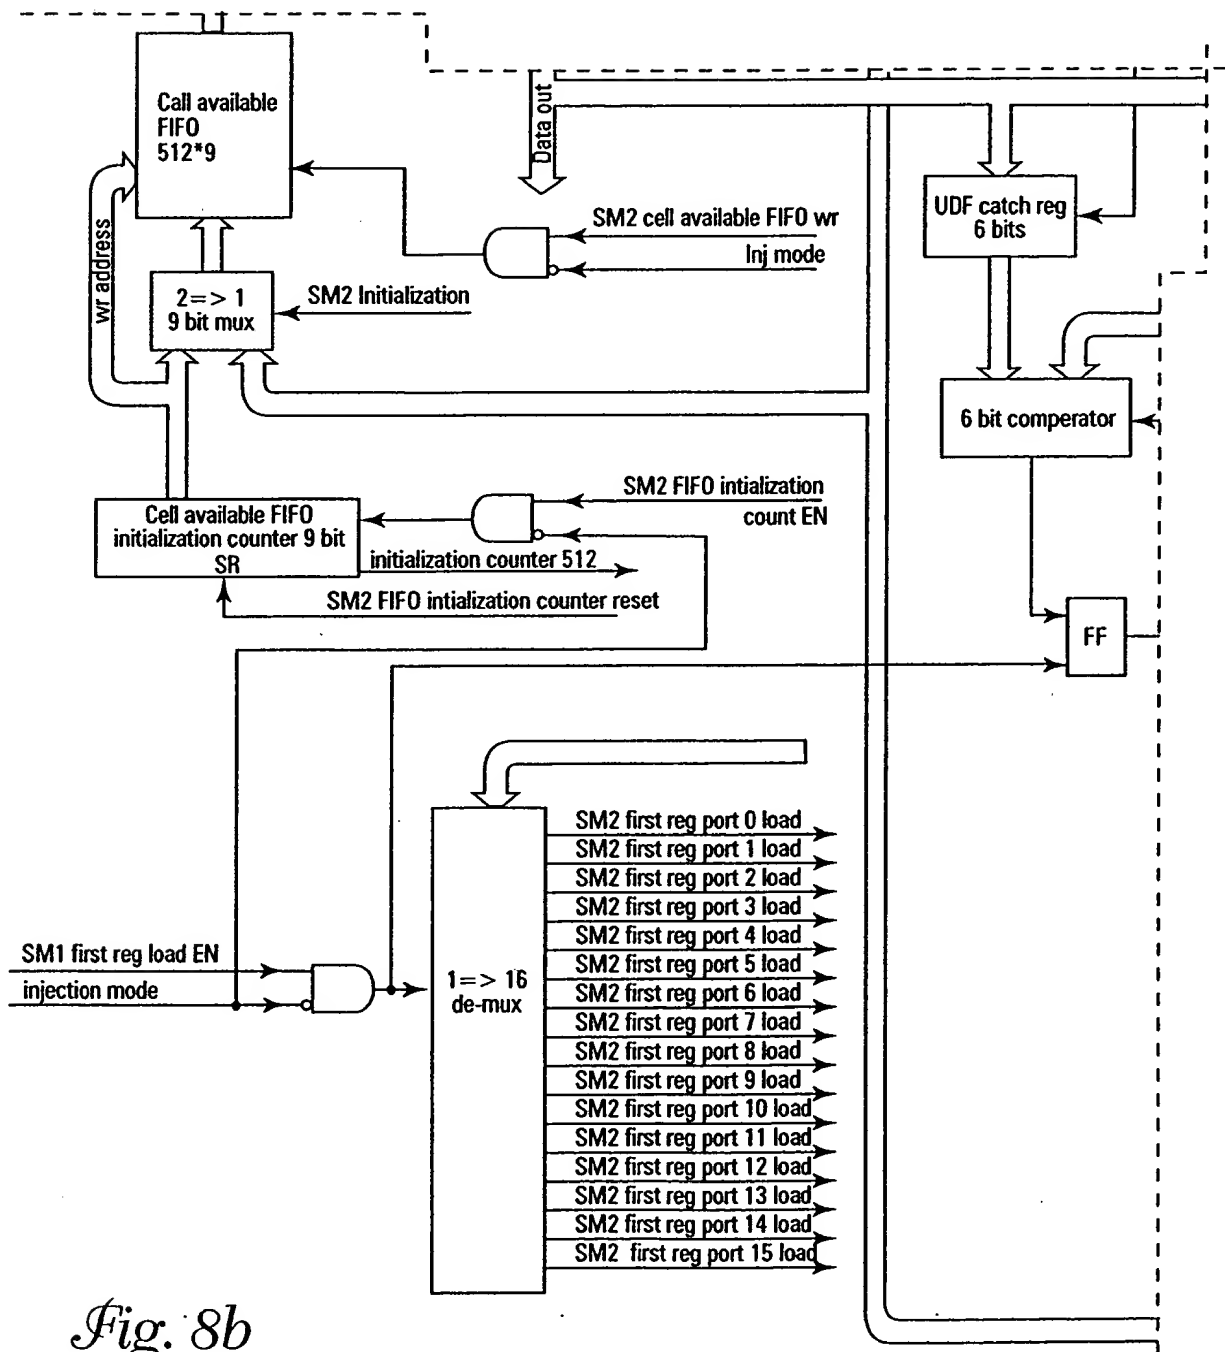 Call available
FIFO
512*9
Data out
wr address
SM2 cell available FIFO wr
Inj mode
UDF catch reg
6 bits
2=> 1
9 bit mux
SM2 Initialization
6 bit comperator
SM2 FIFO intialization
count EN
Cell available FIFO
initialization counter 9 bit
SR
initialization counter 512
SM2 FIFO intialization counter reset
FF
SM1 first reg load EN
injection mode
1=> 16
de-mux
SM2 first reg port 0 load
SM2 first reg port 1 load
SM2 first reg port 2 load
SM2 first reg port 3 load
SM2 first reg port 4 load
SM2 first reg port 5 load
SM2 first reg port 6 load
SM2 first reg port 7 load
SM2 first reg port 8 load
SM2 first reg port 9 load
SM2 first reg port 10 load
SM2 first reg port 11 load
SM2 first reg port 12 load
SM2 first reg port 13 load
SM2 first reg port 14 load
SM2 first reg port 15 load
Fig. 8b